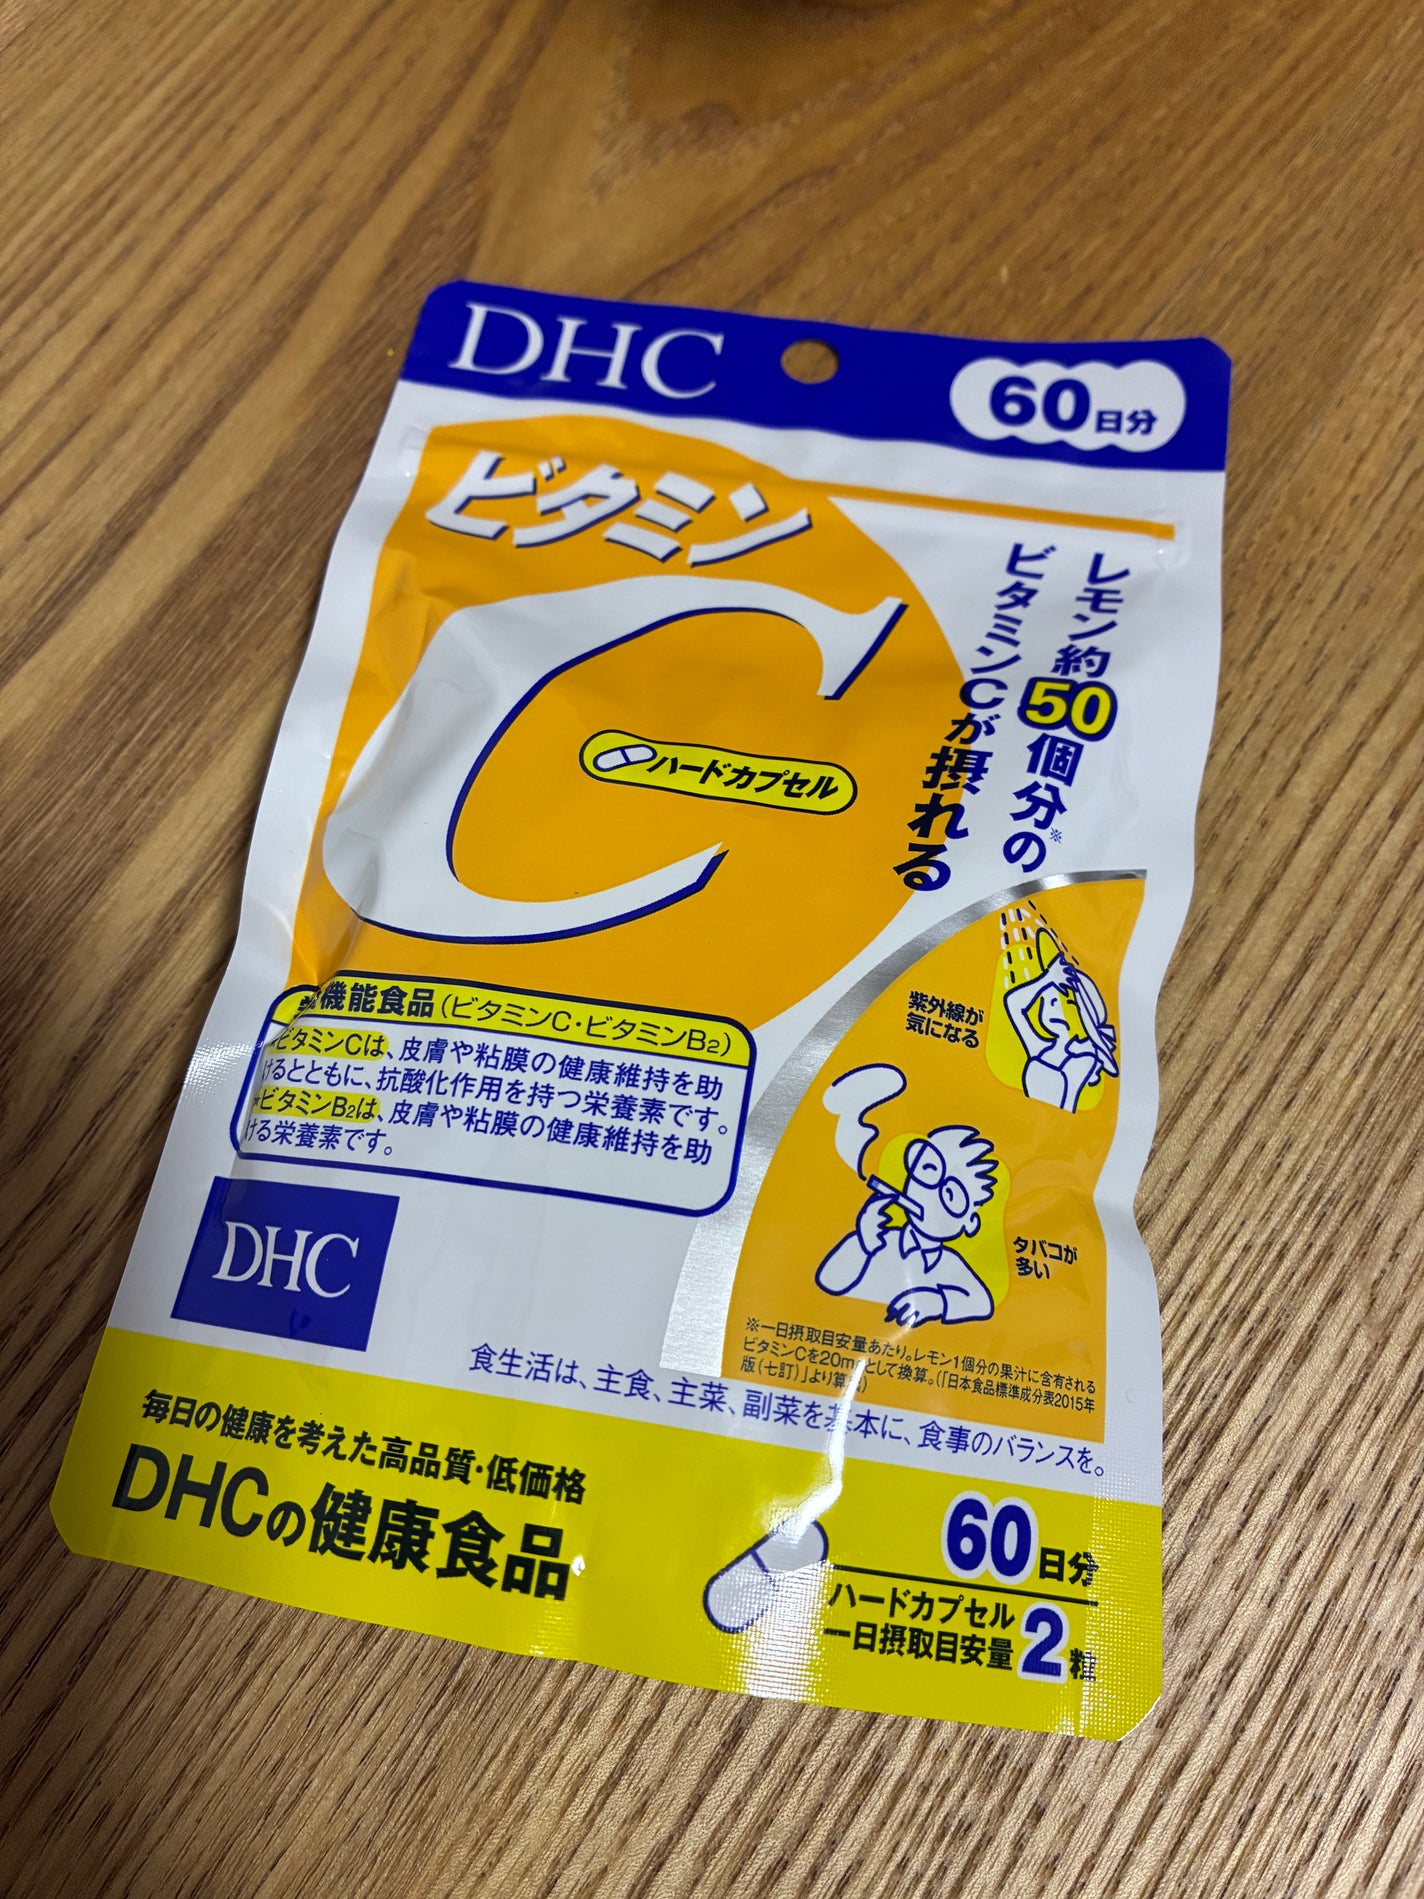 DHC
60日分
ビタミン
C
ハードカプセル
レモン約50個分※の
ビタミンCが摂れる
機能食品(ビタミンC・ビタミンB2)
ビタミンCは、皮膚や粘膜の健康維持を助
けるとともに、抗酸化作用を持つ栄養素です。
ビタミンB2は、皮膚や粘膜の健康維持を助
ける栄養素です。
紫外線が
気になる
タバコが
多い
DHC
※一日摂取目安量あたり。レモン1個分の果汁に含有される
ビタミンCを20mgとして換算。(「日本食品標準成分表2015年
版(七訂)」より算出)
食生活は、主食、主菜、副菜を基本に、食事のバランスを。
毎日の健康を考えた高品質・低価格
DHCの健康食品
60日分
ハードカプセル
一日摂取目安量 2粒